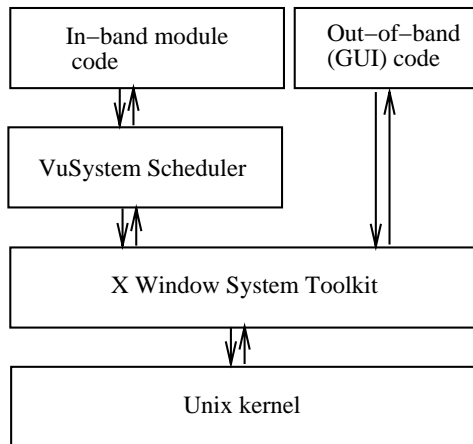 In−band module
code
Out−of−band
(GUI) code
VuSystem Scheduler
X Window System Toolkit
Unix kernel